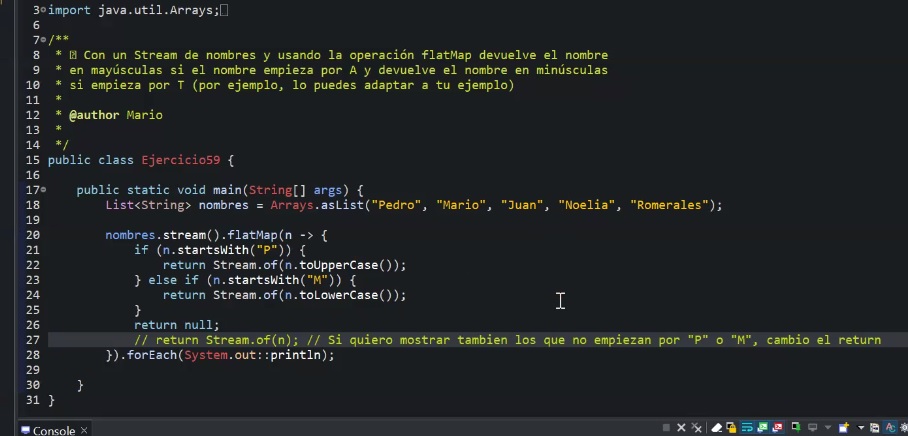 3 import java.util.Arrays;
6
7 /**
8  * Con un Stream de nombres y usando la operación flatMap devuelve el nombre
9  * en mayúsculas si el nombre empieza por A y devuelve el nombre en minúsculas
10  * si empieza por T (por ejemplo, lo puedes adaptar a tu ejemplo)
11  *
12  * @author Mario
13  *
14  */
15 public class Ejercicio59 {
16
17     public static void main(String[] args) {
18         List<String> nombres = Arrays.asList("Pedro", "Mario", "Juan", "Noelia", "Romerales");
19
20         nombres.stream().flatMap(n -> {
21             if (n.startsWith("P")) {
22                 return Stream.of(n.toUpperCase());
23             } else if (n.startsWith("M")) {
24                 return Stream.of(n.toLowerCase());
25             }
26             return null;
27             // return Stream.of(n); // Si quiero mostrar tambien los que no empiezan por "P" o "M", cambio el return
28         }).forEach(System.out::println);
29
30     }
31 }
Console